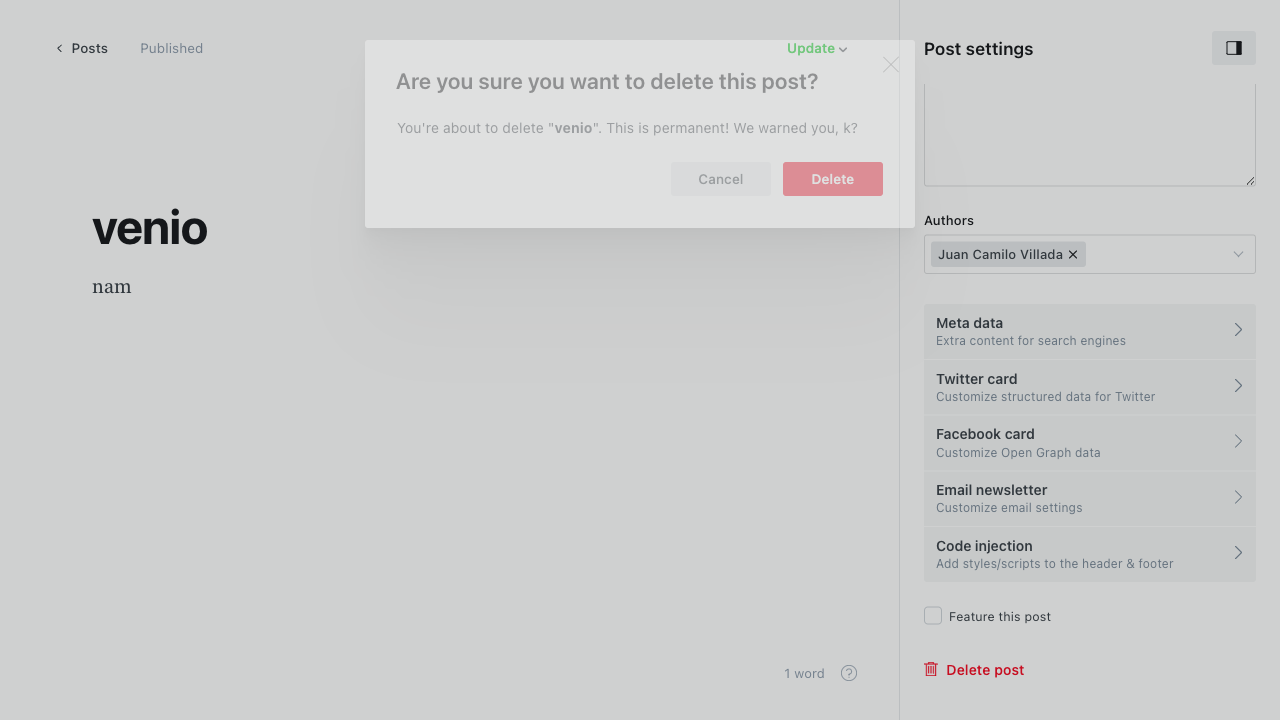 Posts
Published
Update
Are you sure you want to delete this post?
You're about to delete "venio". This is permanent! We warned you, k?
Cancel
Delete
venio
nam
1 word
?
Post settings
Authors
Juan Camilo Villada
Meta data
Extra content for search engines
Twitter card
Customize structured data for Twitter
Facebook card
Customize Open Graph data
Email newsletter
Customize email settings
Code injection
Add styles/scripts to the header & footer
Feature this post
Delete post